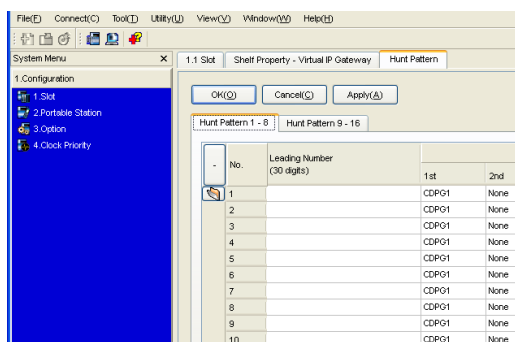 File(F) Connect(C) Tool(T) Utility(U) View(V) Window(W) Help(H)
System Menu x
1.1 Slot Shelf Property - Virtual IP Gateway Hunt Pattern
1.Configuration
1.Slot
2.Portable Station
3.Option
4.Clock Priority
OK(O) Cancel(C) Apply(A)
Hunt Pattern 1 - 8 Hunt Pattern 9 - 16
- No. Leading Number
(30 digits)
1st 2nd
1 CDPG1 None
2 CDPG1 None
3 CDPG1 None
4 CDPG1 None
5 CDPG1 None
6 CDPG1 None
7 CDPG1 None
8 CDPG1 None
9 CDPG1 None
10 CDPG1 None